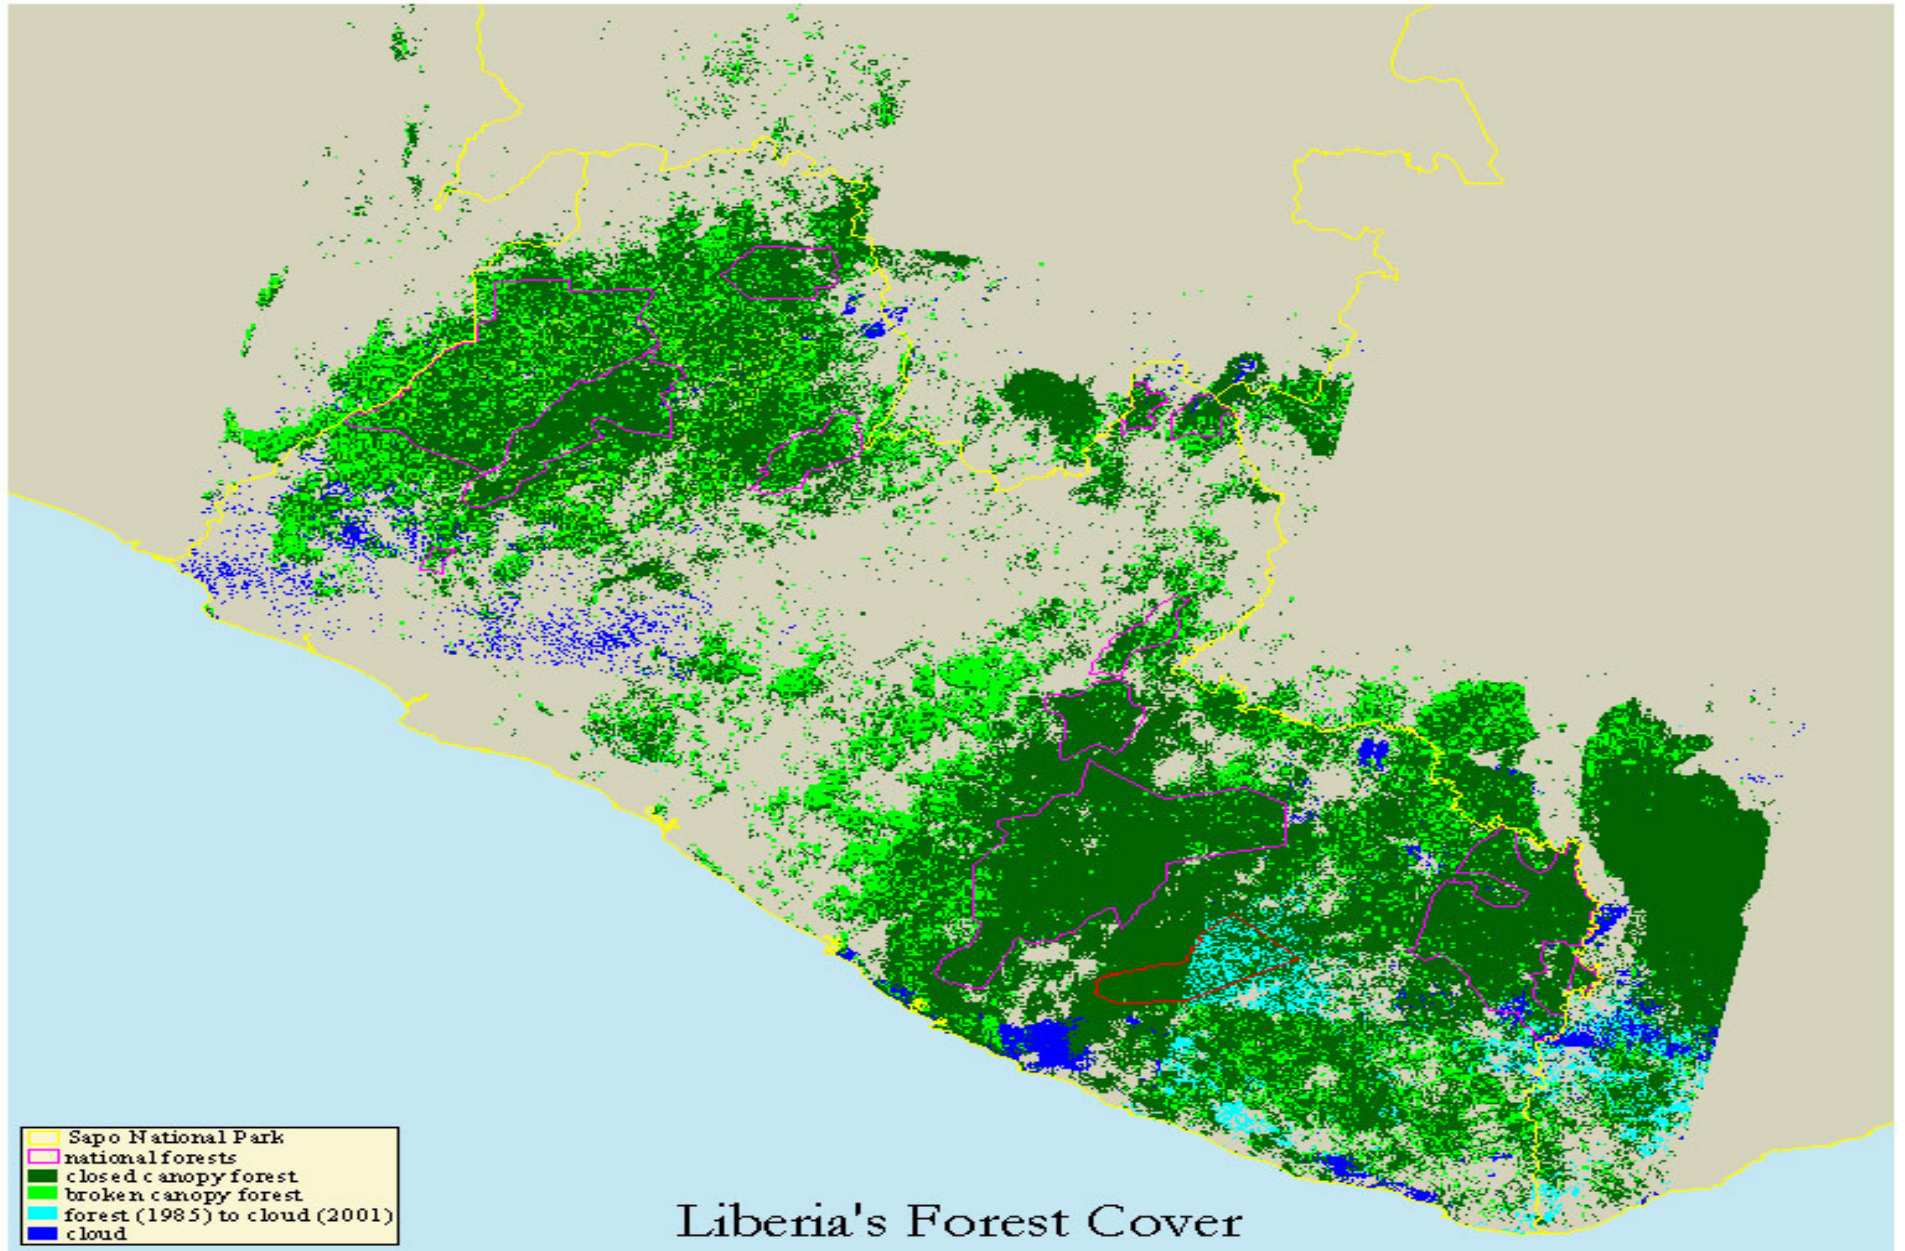 Sapo National Park
national forests
closed canopy forest
broken canopy forest
forest (1985) to cloud (2001)
cloud
Liberia's Forest Cover